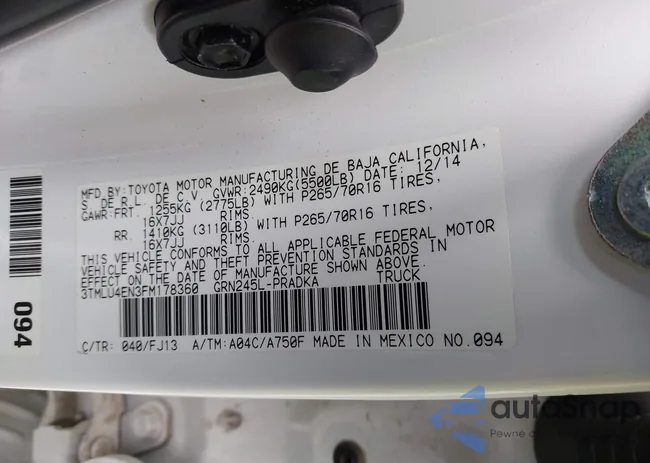 MFD.BY:TOYOTA MOTOR MANUFACTURING DE BAJA CALIFORNIA,
S. DE R.L. DE C.V. GVWR:2490KG(5500LB) DATE: 12/14
GAWR:FRT. 1255KG (2775LB) WITH P265/70R16 TIRES,
16X7JJ RIMS.
RR. 1410KG (3110LB) WITH P265/70R16 TIRES,
16X7JJ RIMS.
THIS VEHICLE CONFORMS TO ALL APPLICABLE FEDERAL MOTOR
VEHICLE SAFETY AND THEFT PREVENTION STANDARDS IN
EFFECT ON THE DATE OF MANUFACTURE SHOWN ABOVE.
3TMLU4EN3FM178360 GRN245L-PRADKA TRUCK
C/TR: 040/FJ13 A/TM:A04C/A750F MADE IN MEXICO NO.094
094
autoSnap